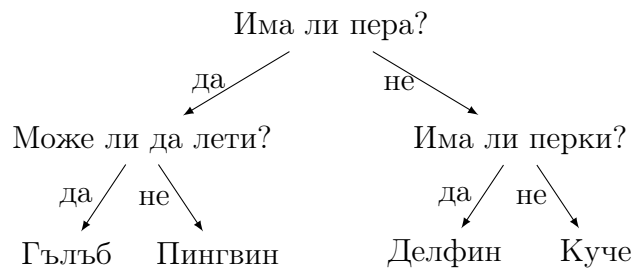 Има ли пера?
да не
Може ли да лети? Има ли перки?
да не да не
Гълъб Пингвин Делфин Куче